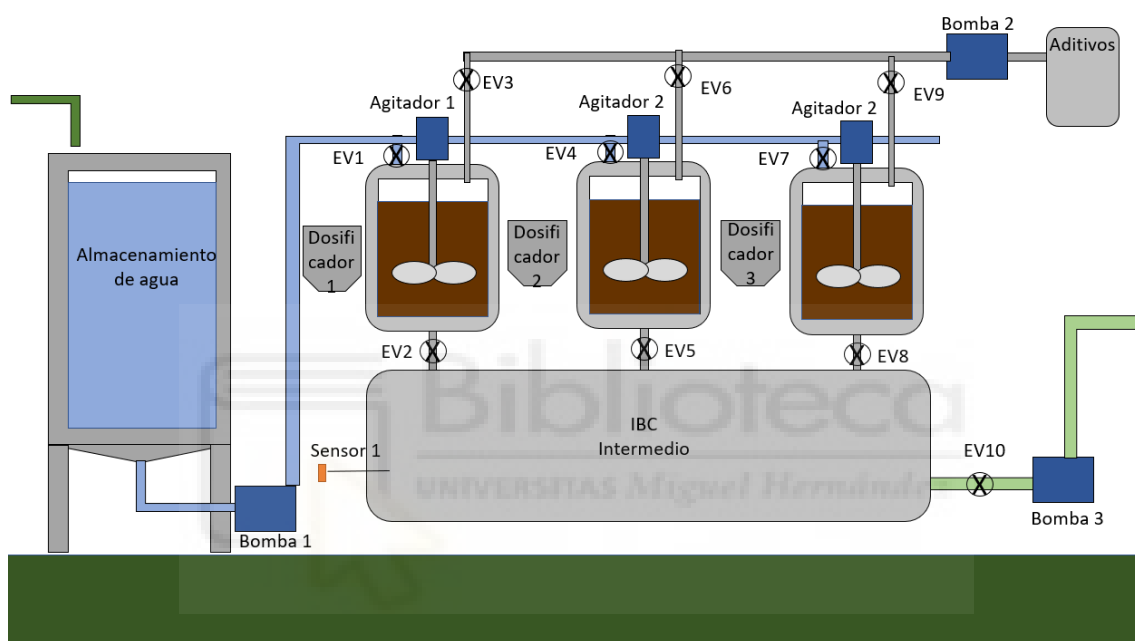 Bomba 2
Aditivos
EV3
EV6
EV9
Agitador 1
Agitador 2
Agitador 2
EV1
EV4
EV7
Almacenamiento
de agua
Dosifi
cador
1
Dosifi
cador
2
Dosifi
cador
3
EV2
EV5
EV8
IBC
Intermedio
Sensor 1
EV10
Bomba 1
Bomba 3
Biblioteca
UNIVERSITAS Miguel Hernández